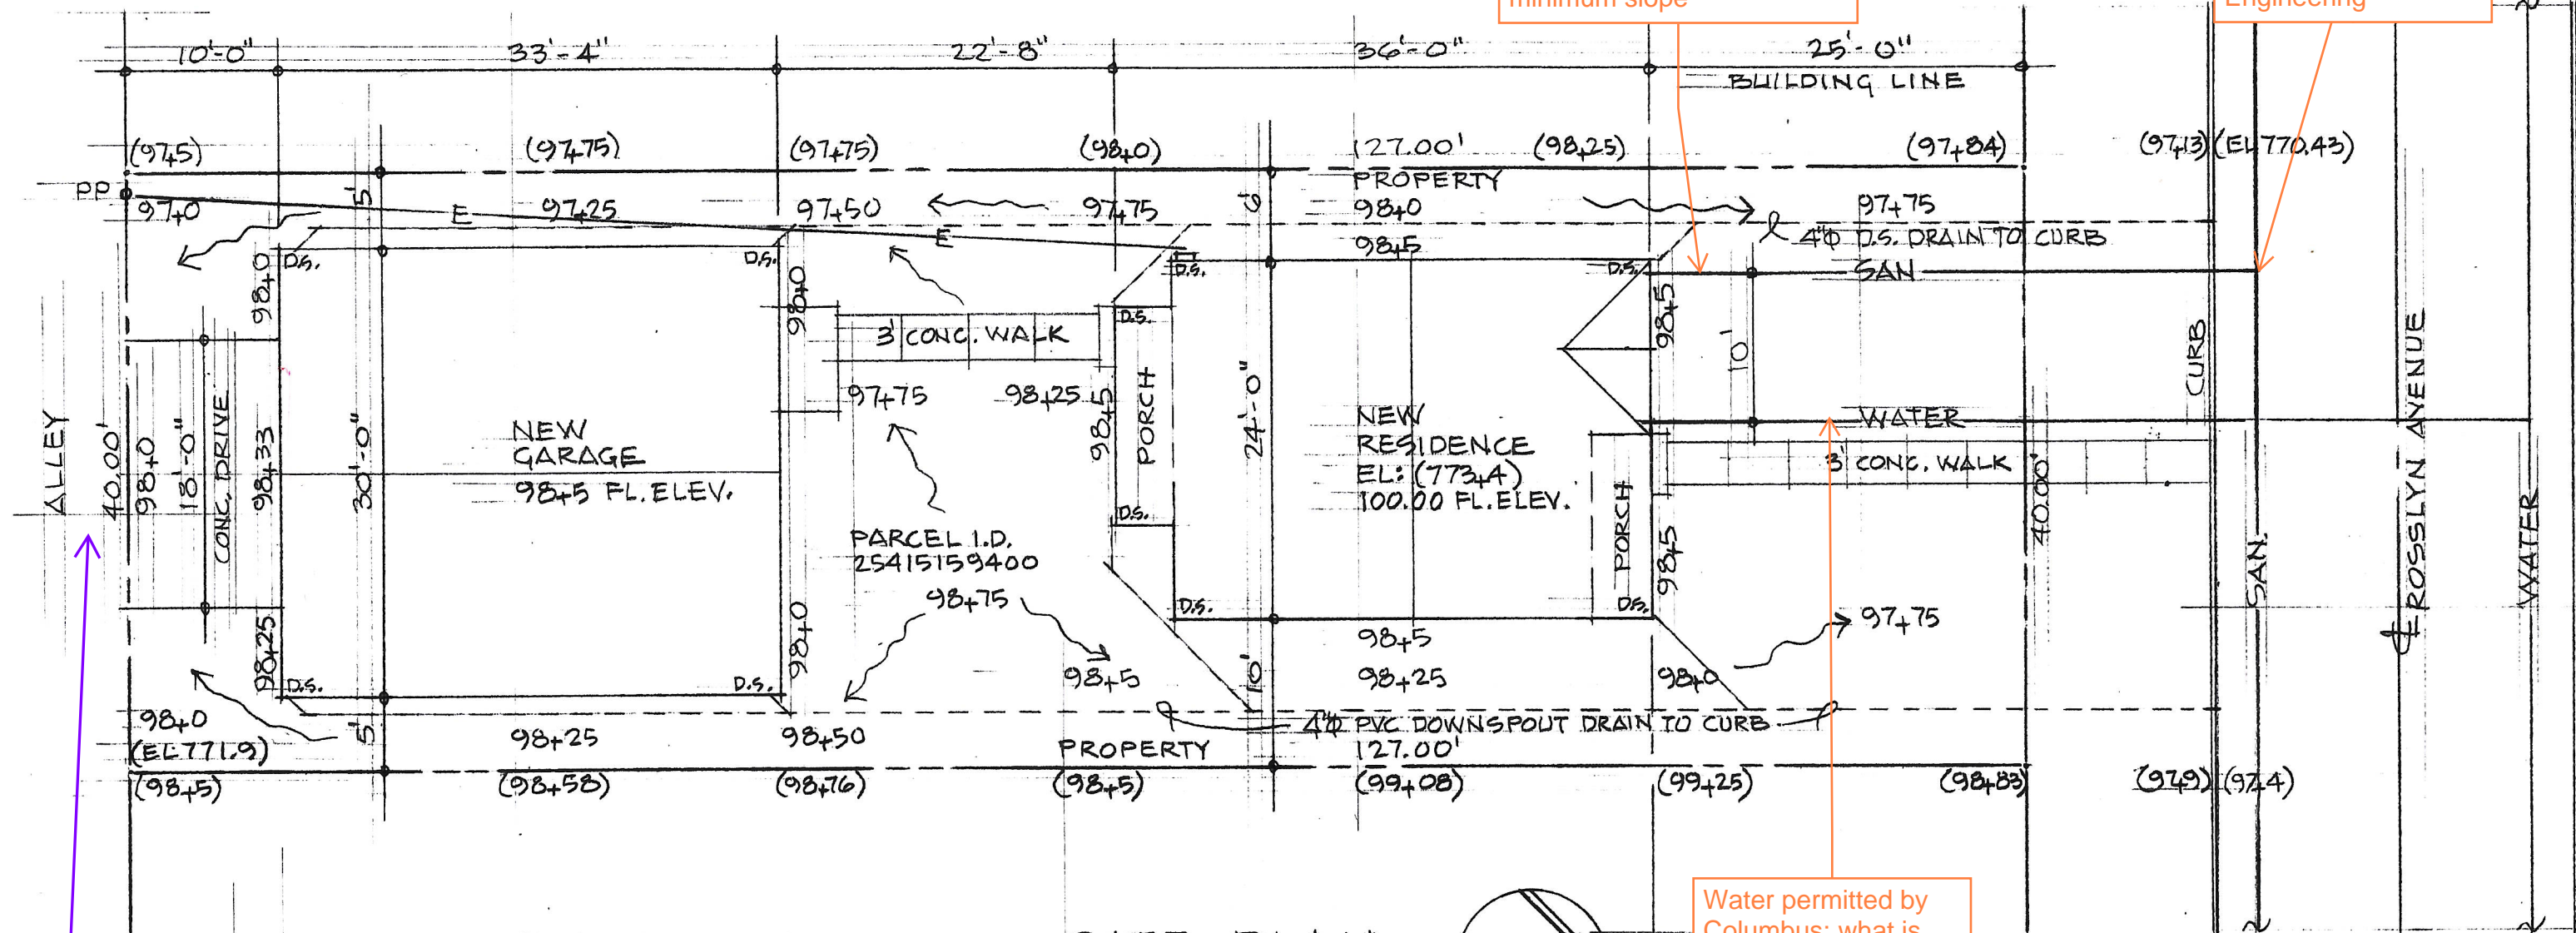 minimum slope
Engineering
10'-0"
33'-4"
22'-8"
36'-0"
25'-0"
BUILDING LINE
(97+5)
(97+75)
(97+75)
(98+0)
127.00'
(98+25)
(97+84)
(97+13)
(EL 770.43)
PROPERTY
PP
97+0
5'
E
97+25
97+50
97+75
6'
98+0
97+75
E
98+5
4"φ D.S. DRAIN TO CURB
D.S.
D.S.
D.S.
D.S.
SAN
98+0
98+0
D.S.
98+5
3' CONC. WALK
10'
CURB
PORCH
97+75
98+25
98+5
24'-0"
NEW
RESIDENCE
EL: (773.4)
100.00 FL. ELEV.
WATER
3' CONC. WALK
ALLEY
40.00'
98+0
18'-0"
CONC. DRIVE
98+33
30'-0"
NEW
GARAGE
98+5 FL. ELEV.
D.S.
PORCH
98+5
40.00'
SAN.
ROSSLYN AVENUE
WATER
PARCEL I.D.
25415159400
98+75
D.S.
D.S.
97+75
98+25
98+0
98+5
98+5
98+25
98+0
D.S.
D.S.
10'
98+0
(EL 771.9)
5'
98+25
98+50
4"φ PVC DOWNSPOUT DRAIN TO CURB
PROPERTY
127.00'
(98+5)
(98+58)
(98+76)
(98+5)
(99+08)
(99+25)
(98+83)
(97+9)
(97+4)
Water permitted by
Columbus: what is